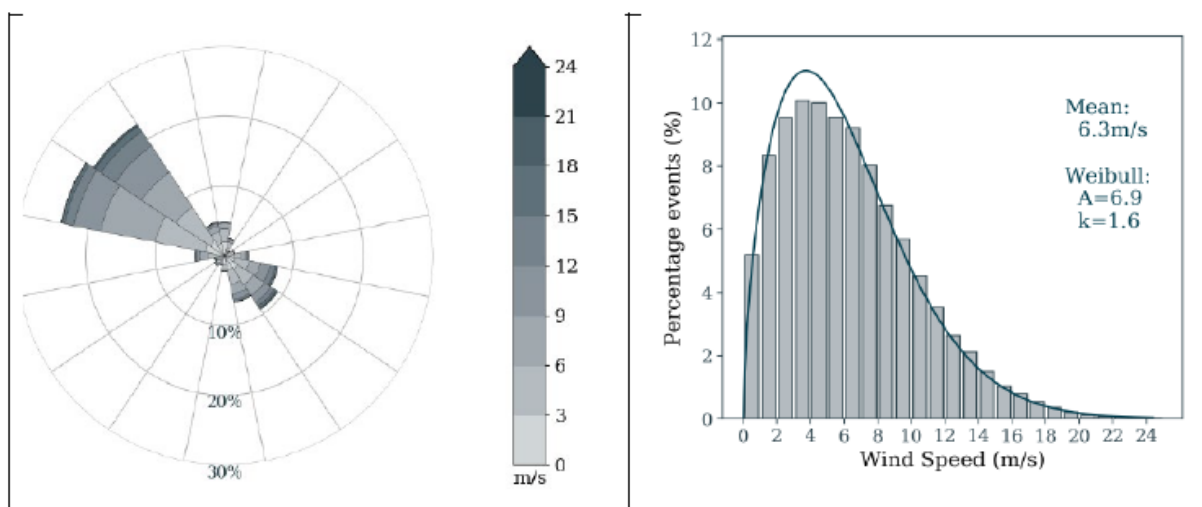 10%
20%
30%
24
21
18
15
12
9
6
3
0
m/s
12
10
8
6
4
2
0
Percentage events (%)
Mean:
6.3m/s
Weibull:
A=6.9
k=1.6
0 2 4 6 8 10 12 14 16 18 20 22 24
Wind Speed (m/s)